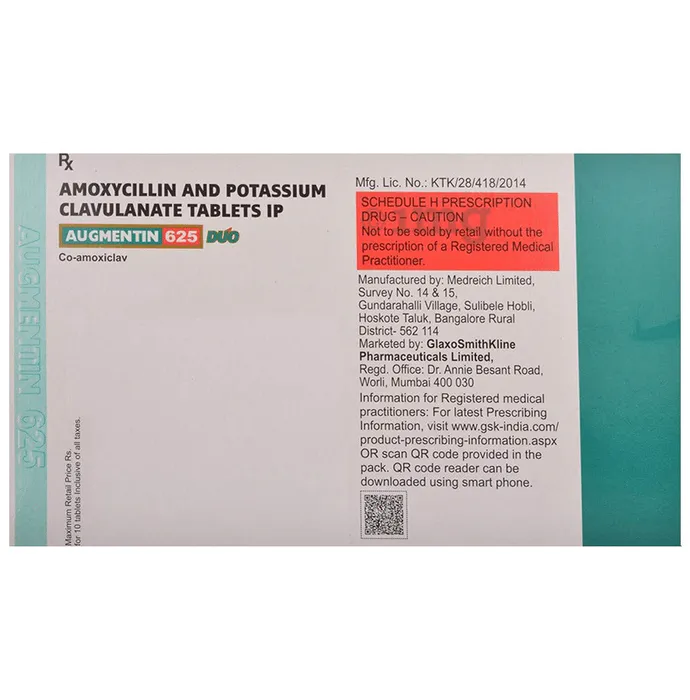 Rx
AMOXYCILLIN AND POTASSIUM
CLAVULANATE TABLETS IP
AUGMENTIN 625 DUO
Co-amoxiclav
AUGMENTIN 625
Maximum Retail Price Rs.
for 10 tablets Inclusive of all taxes.
Mfg. Lic. No.: KTK/28/418/2014
SCHEDULE H PRESCRIPTION
DRUG - CAUTION
Not to be sold by retail without the
prescription of a Registered Medical
Practitioner.
1mg
Manufactured by: Medreich Limited,
Survey No. 14 & 15,
Gundarahalli Village, Sulibele Hobli,
Hoskote Taluk, Bangalore Rural
District- 562 114
Marketed by: GlaxoSmithKline
Pharmaceuticals Limited,
Regd. Office: Dr. Annie Besant Road,
Worli, Mumbai 400 030
Information for Registered medical
practitioners: For latest Prescribing
Information, visit www.gsk-india.com/
product-prescribing-information.aspx
OR scan QR code provided in the
pack. QR code reader can be
downloaded using smart phone.